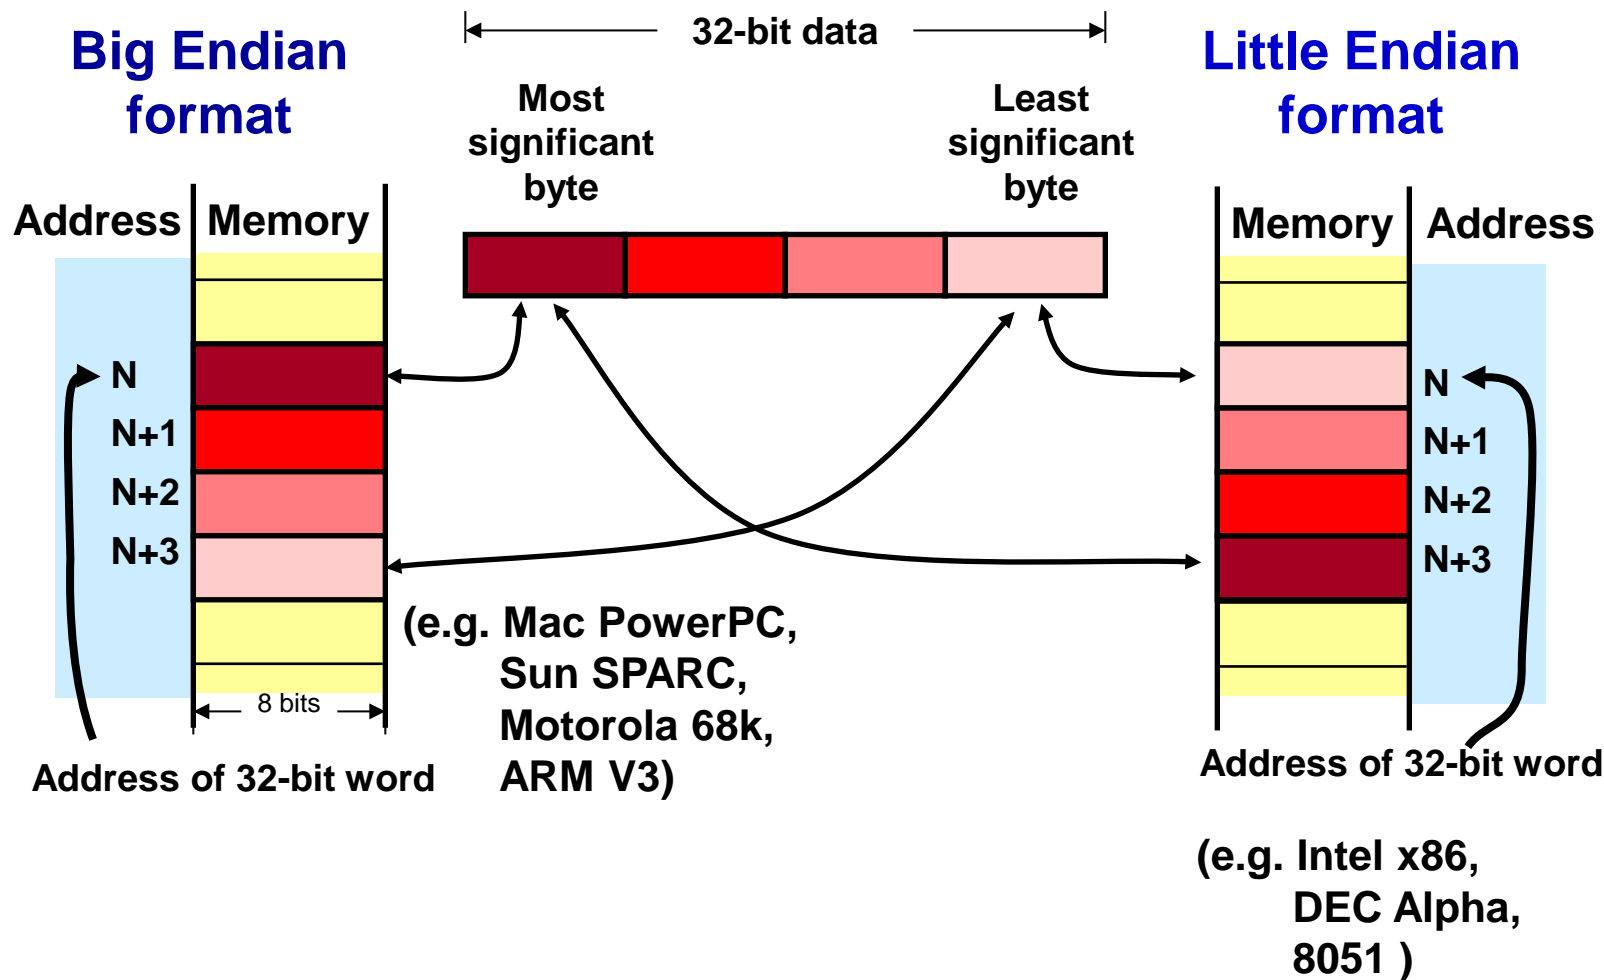 Big Endian
format
32-bit data
Little Endian
format
Most
significant
byte
Least
significant
byte
Address
Memory
N
N+1
N+2
N+3
8 bits
Address of 32-bit word
(e.g. Mac PowerPC,
Sun SPARC,
Motorola 68k,
ARM V3)
Memory
Address
N
N+1
N+2
N+3
Address of 32-bit word
(e.g. Intel x86,
DEC Alpha,
8051 )